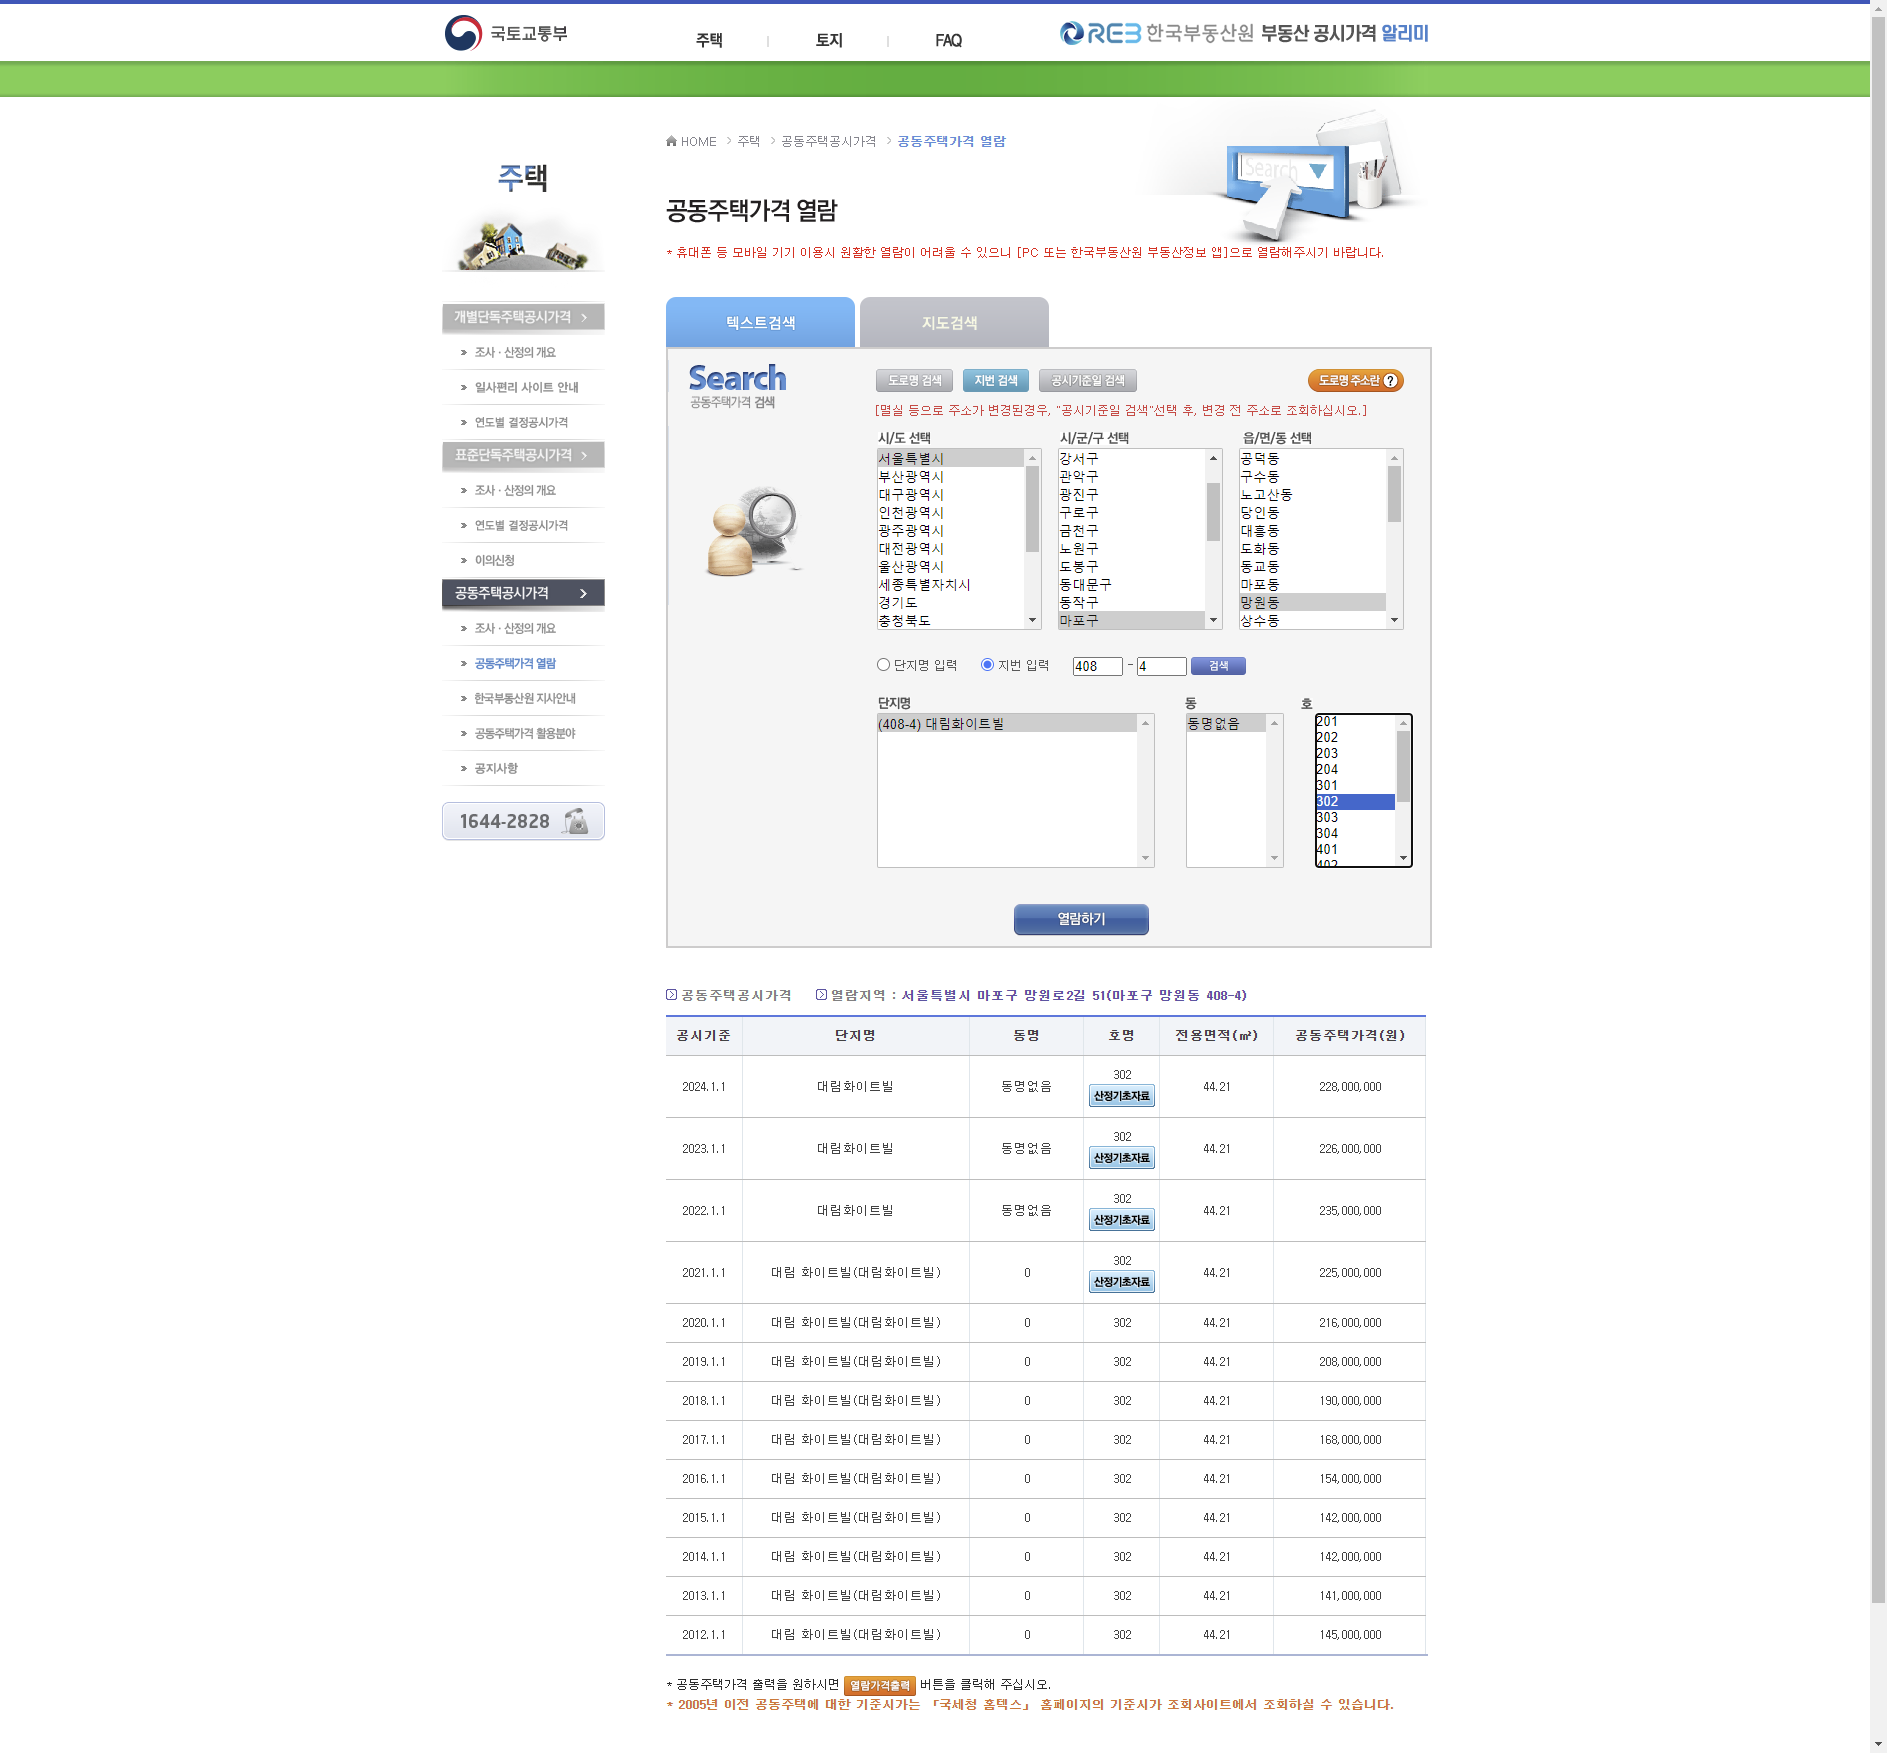 국토교통부
주택
토지
FAQ
REB 한국부동산원 부동산 공시가격 알리미
HOME 주택 공동주택공시가격 공동주택가격 열람
주택
Search
공동주택가격 열람
* 휴대폰 등 모바일 기기 이용시 원활한 열람이 어려울 수 있으니 [PC 또는 한국부동산원 부동산정보 앱]으로 열람해주시기 바랍니다.
개별단독주택공시가격
조사 · 산정의 개요
일사편리 사이트 안내
연도별 결정공시가격
표준단독주택공시가격
조사 · 산정의 개요
연도별 결정공시가격
이의신청
공동주택공시가격
조사 · 산정의 개요
공동주택가격 열람
한국부동산원 지사안내
공동주택가격 활용분야
공지사항
1644-2828
텍스트검색
지도검색
Search
공동주택가격 검색
도로명 검색 지번 검색 공시기준일 검색 도로명 주소란 ?
[멸실 등으로 주소가 변경된경우, "공시기준일 검색"선택 후, 변경 전 주소로 조회하십시오.]
시/도 선택
서울특별시
부산광역시
대구광역시
인천광역시
광주광역시
대전광역시
울산광역시
세종특별자치시
경기도
충청북도
시/군/구 선택
강서구
관악구
광진구
구로구
금천구
노원구
도봉구
동대문구
동작구
마포구
읍/면/동 선택
공덕동
구수동
노고산동
당인동
대흥동
도화동
동교동
마포동
망원동
상수동
단지명 입력 지번 입력 408 - 4 검색
단지명
(408-4) 대림화이트빌
동
동명없음
호
201
202
203
204
301
302
303
304
401
402
열람하기
공동주택공시가격 열람지역 : 서울특별시 마포구 망원로2길 51(마포구 망원동 408-4)
공시기준 단지명 동명 호명 전용면적(㎡) 공동주택가격(원)
2024.1.1 대림화이트빌 동명없음 302 산정기초자료 44.21 228,000,000
2023.1.1 대림화이트빌 동명없음 302 산정기초자료 44.21 226,000,000
2022.1.1 대림화이트빌 동명없음 302 산정기초자료 44.21 235,000,000
2021.1.1 대림 화이트빌(대림화이트빌) 0 302 산정기초자료 44.21 225,000,000
2020.1.1 대림 화이트빌(대림화이트빌) 0 302 44.21 216,000,000
2019.1.1 대림 화이트빌(대림화이트빌) 0 302 44.21 208,000,000
2018.1.1 대림 화이트빌(대림화이트빌) 0 302 44.21 190,000,000
2017.1.1 대림 화이트빌(대림화이트빌) 0 302 44.21 168,000,000
2016.1.1 대림 화이트빌(대림화이트빌) 0 302 44.21 154,000,000
2015.1.1 대림 화이트빌(대림화이트빌) 0 302 44.21 142,000,000
2014.1.1 대림 화이트빌(대림화이트빌) 0 302 44.21 142,000,000
2013.1.1 대림 화이트빌(대림화이트빌) 0 302 44.21 141,000,000
2012.1.1 대림 화이트빌(대림화이트빌) 0 302 44.21 145,000,000
* 공동주택가격 출력을 원하시면 열람가격출력 버튼을 클릭해 주십시오.
* 2005년 이전 공동주택에 대한 기준시가는 「국세청 홈텍스」 홈페이지의 기준시가 조회사이트에서 조회하실 수 있습니다.